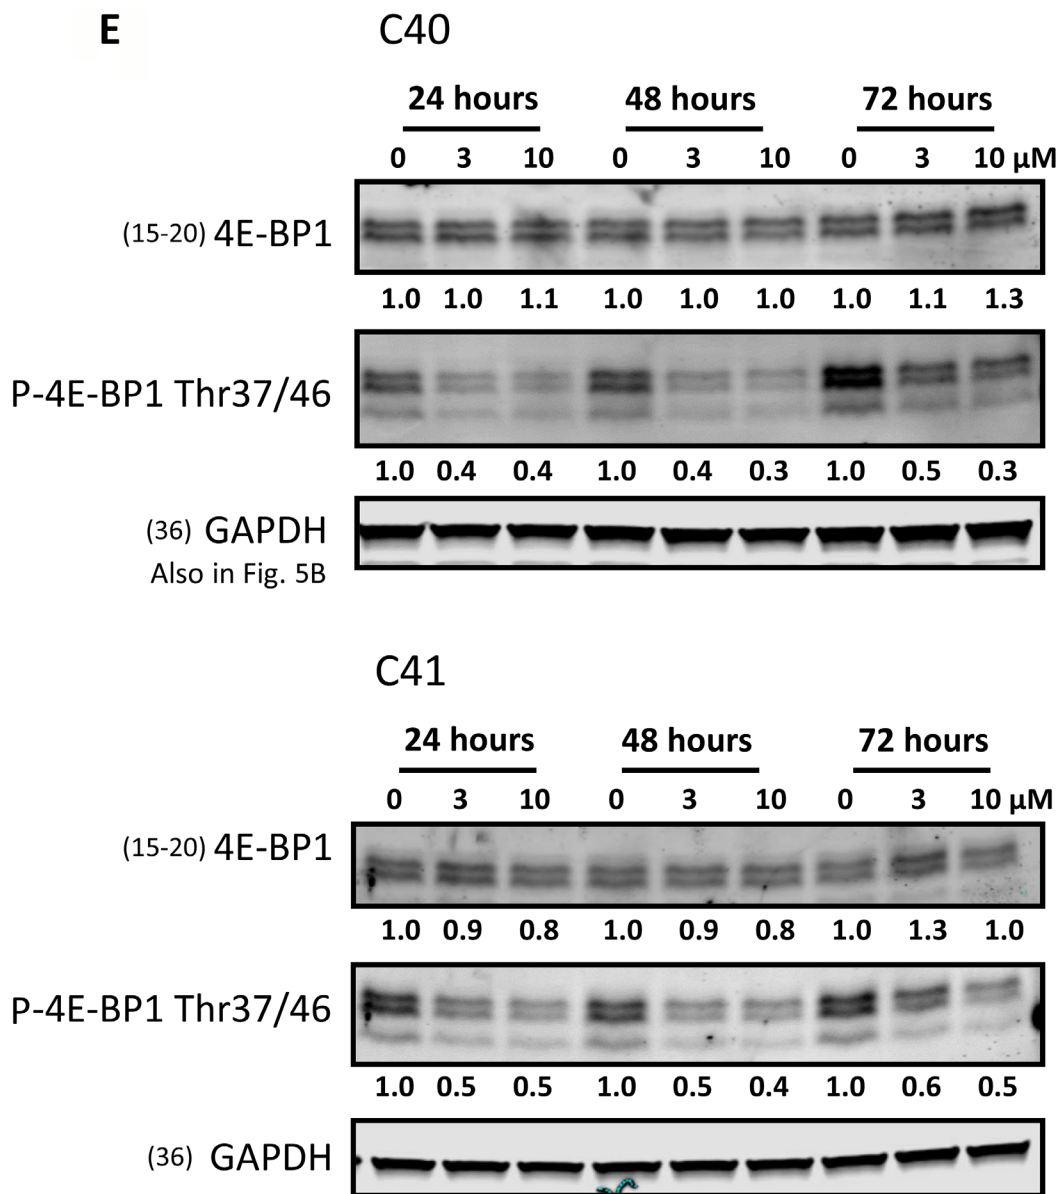 E C40
24 hours 48 hours 72 hours
0 3 10 0 3 10 0 3 10 µM
(15-20) 4E-BP1
1.0 1.0 1.1 1.0 1.0 1.0 1.0 1.1 1.3
P-4E-BP1 Thr37/46
1.0 0.4 0.4 1.0 0.4 0.3 1.0 0.5 0.3
(36) GAPDH
Also in Fig. 5B
C41
24 hours 48 hours 72 hours
0 3 10 0 3 10 0 3 10 µM
(15-20) 4E-BP1
1.0 0.9 0.8 1.0 0.9 0.8 1.0 1.3 1.0
P-4E-BP1 Thr37/46
1.0 0.5 0.5 1.0 0.5 0.4 1.0 0.6 0.5
(36) GAPDH